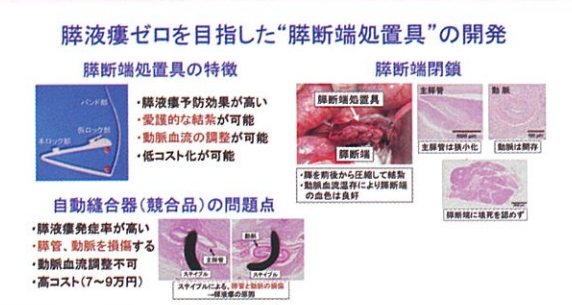 膵液瘻ゼロを目指した“膵断端処置具”の開発
膵断端処置具の特徴
バンド部
低ロック部
本ロック部
・膵液瘻予防効果が高い
・愛護的な結紮が可能
・動脈血流の調整が可能
・低コスト化が可能
膵断端閉鎖
膵断端処置具
膵断端
・膵を前後から圧縮して結紮
・動脈血流温存により膵断端
の血色は良好
主膵管
主膵管は狭小化
動脈
動脈は開存
膵断端に壊死を認めず
自動縫合器(競合品)の問題点
・膵液瘻発症率が高い
・膵管、動脈を損傷する
・動脈血流調整不可
・高コスト(7～9万円)
主膵管
ステイプル
動脈
ステイプル
ステイプルによる、膵管と動脈の損傷
→膵液瘻の原因